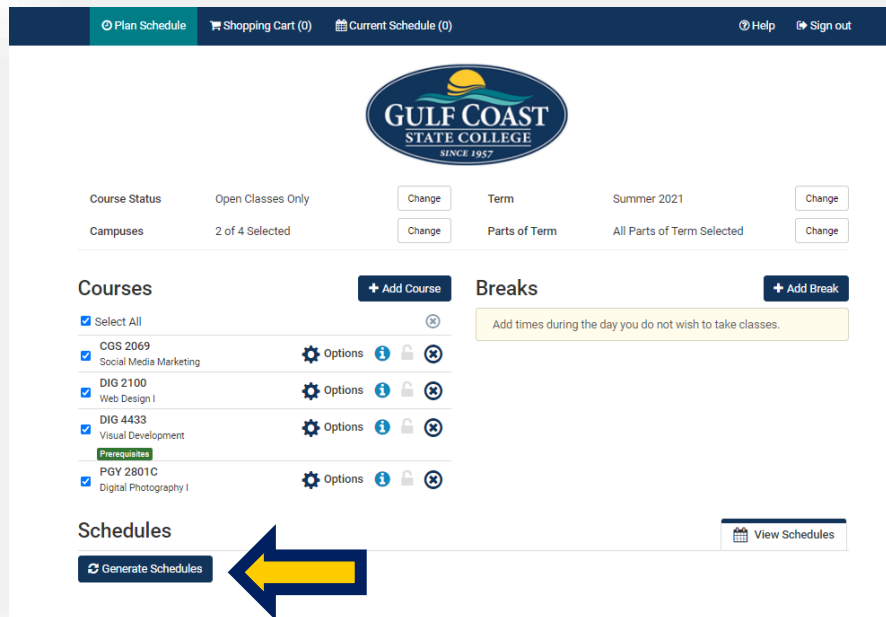 Plan Schedule Shopping Cart (0) Current Schedule (0) Help Sign out
GULF COAST
STATE COLLEGE
SINCE 1957
Course Status Open Classes Only Change Term Summer 2021 Change
Campuses 2 of 4 Selected Change Parts of Term All Parts of Term Selected Change
Courses + Add Course Breaks + Add Break
Select All Add times during the day you do not wish to take classes.
CGS 2069
Social Media Marketing Options
DIG 2100
Web Design I Options
DIG 4433
Visual Development Options
Prerequisites
PGY 2801C
Digital Photography I Options
Schedules View Schedules
Generate Schedules